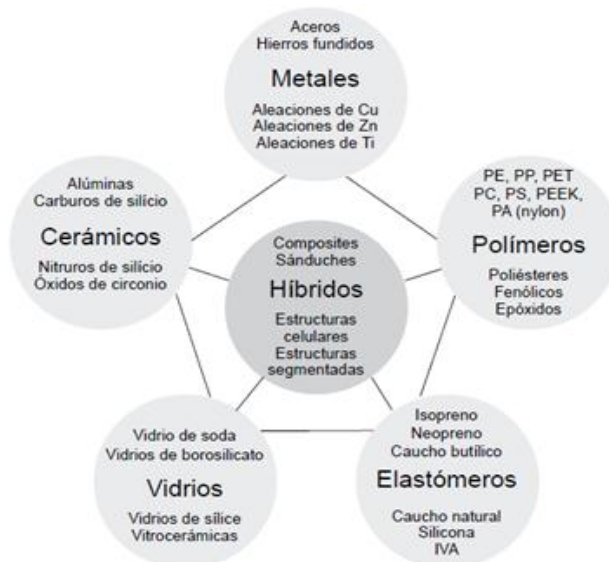 Aceros
Hierros fundidos
Metales
Aleaciones de Cu
Aleaciones de Zn
Aleaciones de Ti
Alúminas
Carburos de silício
Cerámicos
Nitruros de silício
Óxidos de circonio
PE, PP, PET
PC, PS, PEEK,
PA (nylon)
Polímeros
Poliésteres
Fenólicos
Epóxidos
Composites
Sánduches
Híbridos
Estructuras
celulares
Estructuras
segmentadas
Vidrio de soda
Vidrios de borosilicato
Vidrios
Vidrios de sílice
Vitrocerámicas
Isopreno
Neopreno
Caucho butílico
Elastómeros
Caucho natural
Silicona
IVA